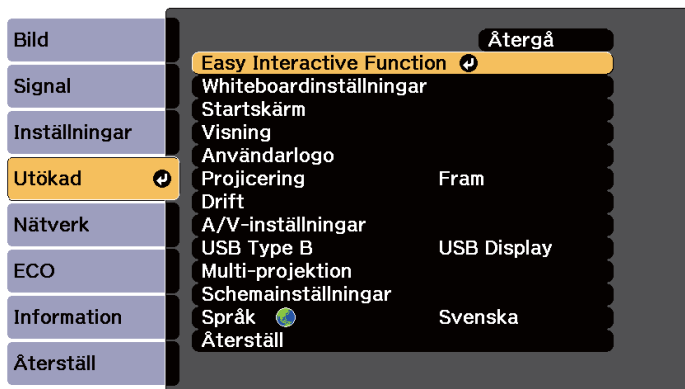 Bild
Signal
Inställningar
Utökad
Nätverk
ECO
Information
Återställ
Återgå
Easy Interactive Function
Whiteboardinställningar
Startskärm
Visning
Användarlogo
Projicering Fram
Drift
A/V-inställningar
USB Type B USB Display
Multi-projektion
Schemainställningar
Språk Svenska
Återställ